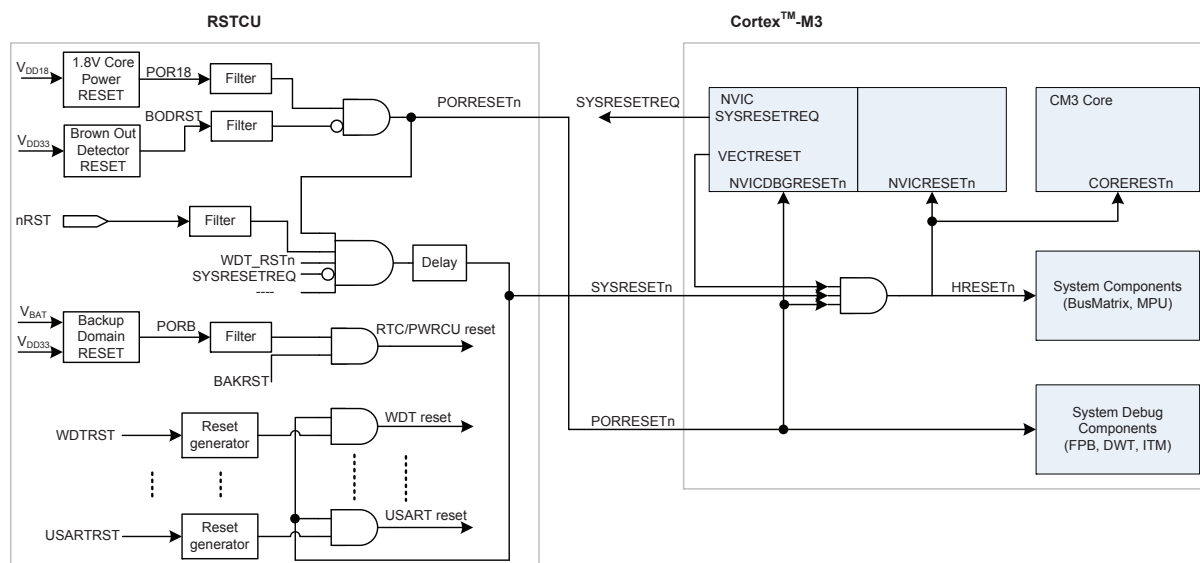 RSTCU
Cortex™-M3
VDD18
1.8V Core
Power
RESET
POR18
Filter
VDD33
Brown Out
Detector
RESET
BODRST
Filter
PORRESETn
nRST
Filter
WDT_RSTn
SYSRESETREQ
----
Delay
VBAT
VDD33
Backup
Domain
RESET
PORB
Filter
BAKRST
RTC/PWRCU reset
WDTRST
Reset
generator
WDT reset
USARTRST
Reset
generator
USART reset
SYSRESETREQ
NVIC
SYSRESETREQ
VECTRESET
NVICDBGRESETn
NVICRESETn
CM3 Core
CORERESTn
SYSRESETn
HRESETn
System Components
(BusMatrix, MPU)
PORRESETn
System Debug
Components
(FPB, DWT, ITM)